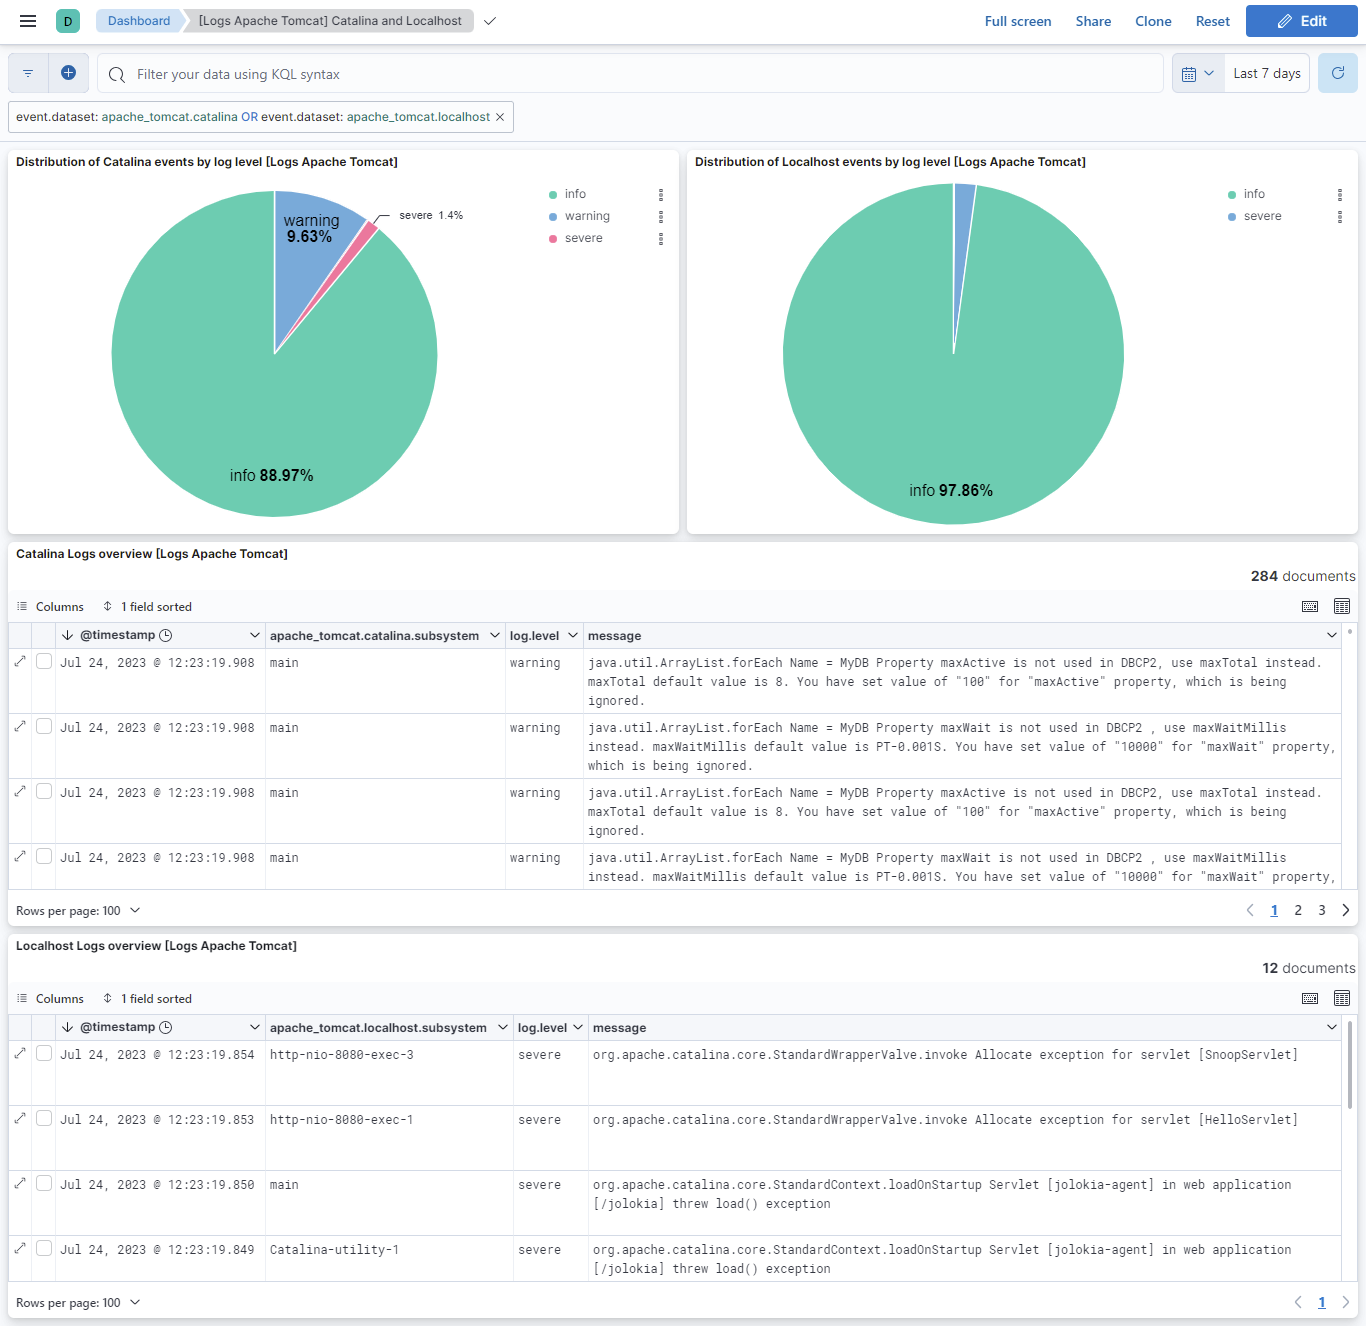 D Dashboard [Logs Apache Tomcat] Catalina and Localhost Full screen Share Clone Reset Edit
Filter your data using KQL syntax Last 7 days
event.dataset: apache_tomcat.catalina OR event.dataset: apache_tomcat.localhost ×
Distribution of Catalina events by log level [Logs Apache Tomcat]
info
warning
severe
warning
9.63%
severe 1.4%
info 88.97%
Distribution of Localhost events by log level [Logs Apache Tomcat]
info
severe
info 97.86%
Catalina Logs overview [Logs Apache Tomcat]
284 documents
Columns 1 field sorted
@timestamp apache_tomcat.catalina.subsystem log.level message
Jul 24, 2023 @ 12:23:19.908 main warning java.util.ArrayList.forEach Name = MyDB Property maxActive is not used in DBCP2, use maxTotal instead.
maxTotal default value is 8. You have set value of "100" for "maxActive" property, which is being
ignored.
Jul 24, 2023 @ 12:23:19.908 main warning java.util.ArrayList.forEach Name = MyDB Property maxWait is not used in DBCP2 , use maxWaitMillis
instead. maxWaitMillis default value is PT-0.001S. You have set value of "10000" for "maxWait" property,
which is being ignored.
Jul 24, 2023 @ 12:23:19.908 main warning java.util.ArrayList.forEach Name = MyDB Property maxActive is not used in DBCP2, use maxTotal instead.
maxTotal default value is 8. You have set value of "100" for "maxActive" property, which is being
ignored.
Jul 24, 2023 @ 12:23:19.908 main warning java.util.ArrayList.forEach Name = MyDB Property maxWait is not used in DBCP2 , use maxWaitMillis
instead. maxWaitMillis default value is PT-0.001S. You have set value of "10000" for "maxWait" property,
Rows per page: 100 1 2 3
Localhost Logs overview [Logs Apache Tomcat]
12 documents
Columns 1 field sorted
@timestamp apache_tomcat.localhost.subsystem log.level message
Jul 24, 2023 @ 12:23:19.854 http-nio-8080-exec-3 severe org.apache.catalina.core.StandardWrapperValve.invoke Allocate exception for servlet [SnoopServlet]
Jul 24, 2023 @ 12:23:19.853 http-nio-8080-exec-1 severe org.apache.catalina.core.StandardWrapperValve.invoke Allocate exception for servlet [HelloServlet]
Jul 24, 2023 @ 12:23:19.850 main severe org.apache.catalina.core.StandardContext.loadOnStartup Servlet [jolokia-agent] in web application
[/jolokia] threw load() exception
Jul 24, 2023 @ 12:23:19.849 Catalina-utility-1 severe org.apache.catalina.core.StandardContext.loadOnStartup Servlet [jolokia-agent] in web application
[/jolokia] threw load() exception
Rows per page: 100 1